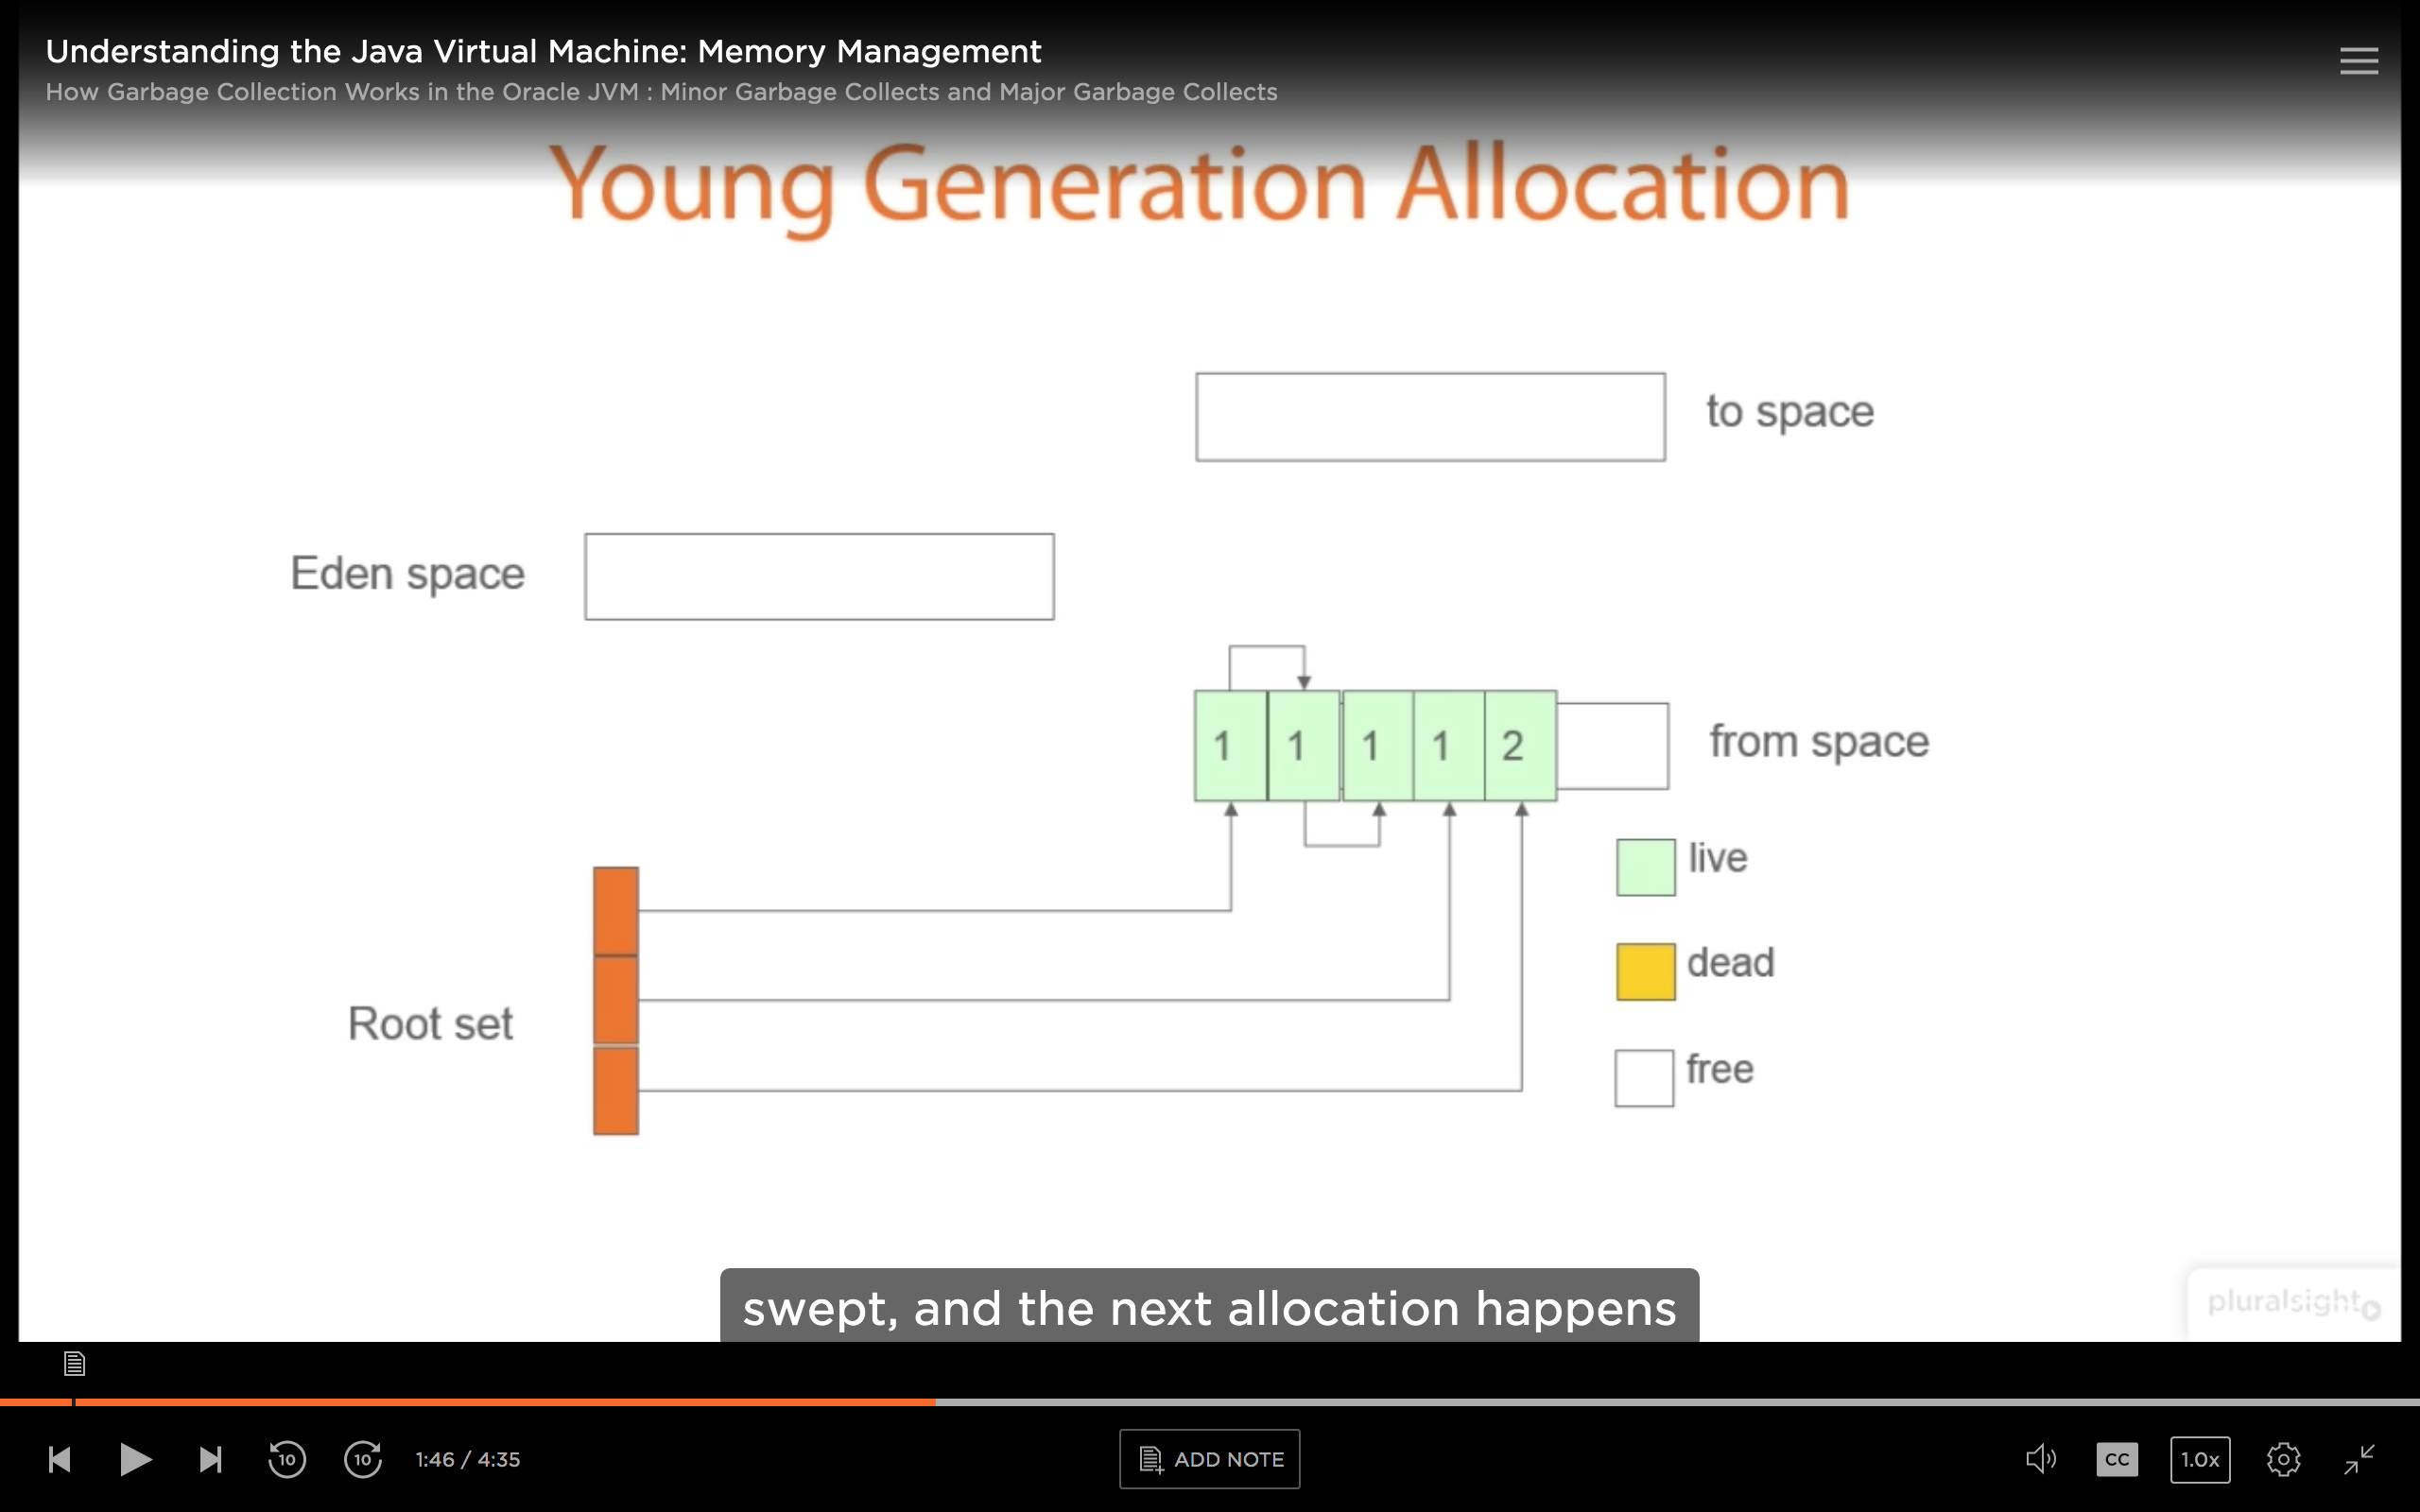 Understanding the Java Virtual Machine: Memory Management
How Garbage Collection Works in the Oracle JVM : Minor Garbage Collects and Major Garbage Collects
Young Generation Allocation
to space
Eden space
1 1 1 1 2
from space
live
dead
Root set
free
swept, and the next allocation happens
pluralsight
10 10 1:46 / 4:35 ADD NOTE CC 1.0x